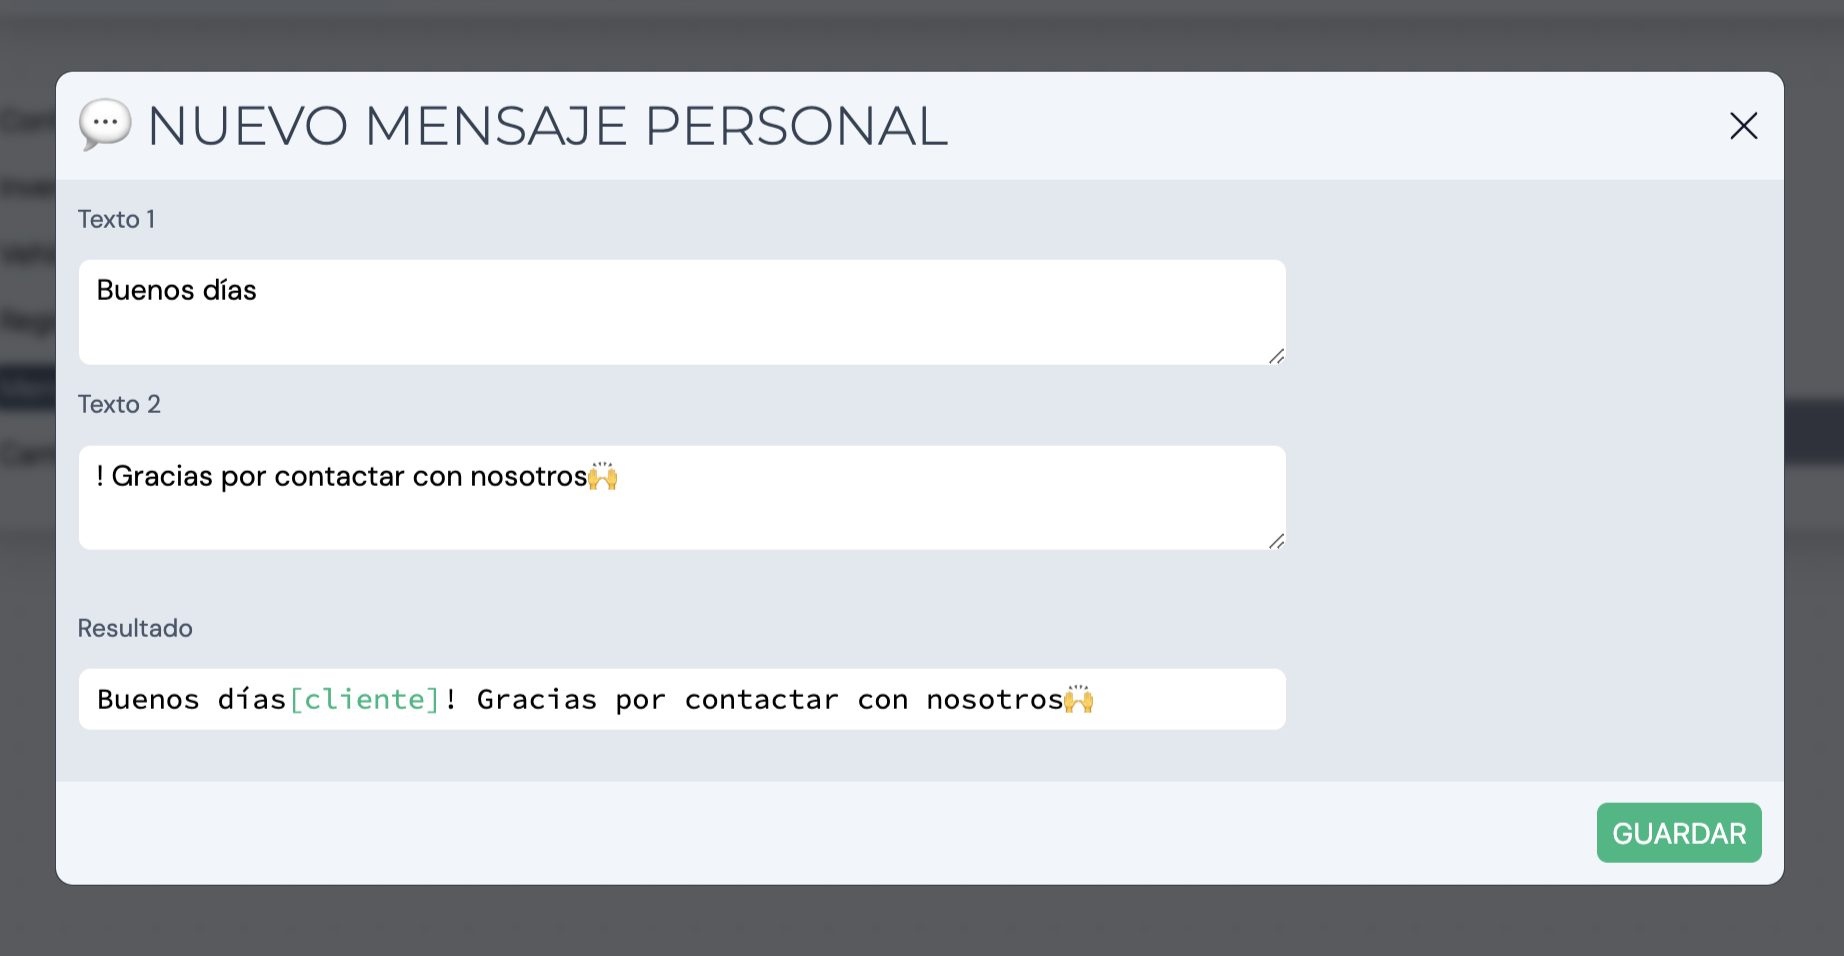 💬 NUEVO MENSAJE PERSONAL
Texto 1
Buenos días
Texto 2
! Gracias por contactar con nosotros🙌
Resultado
Buenos días[cliente]! Gracias por contactar con nosotros🙌
GUARDAR